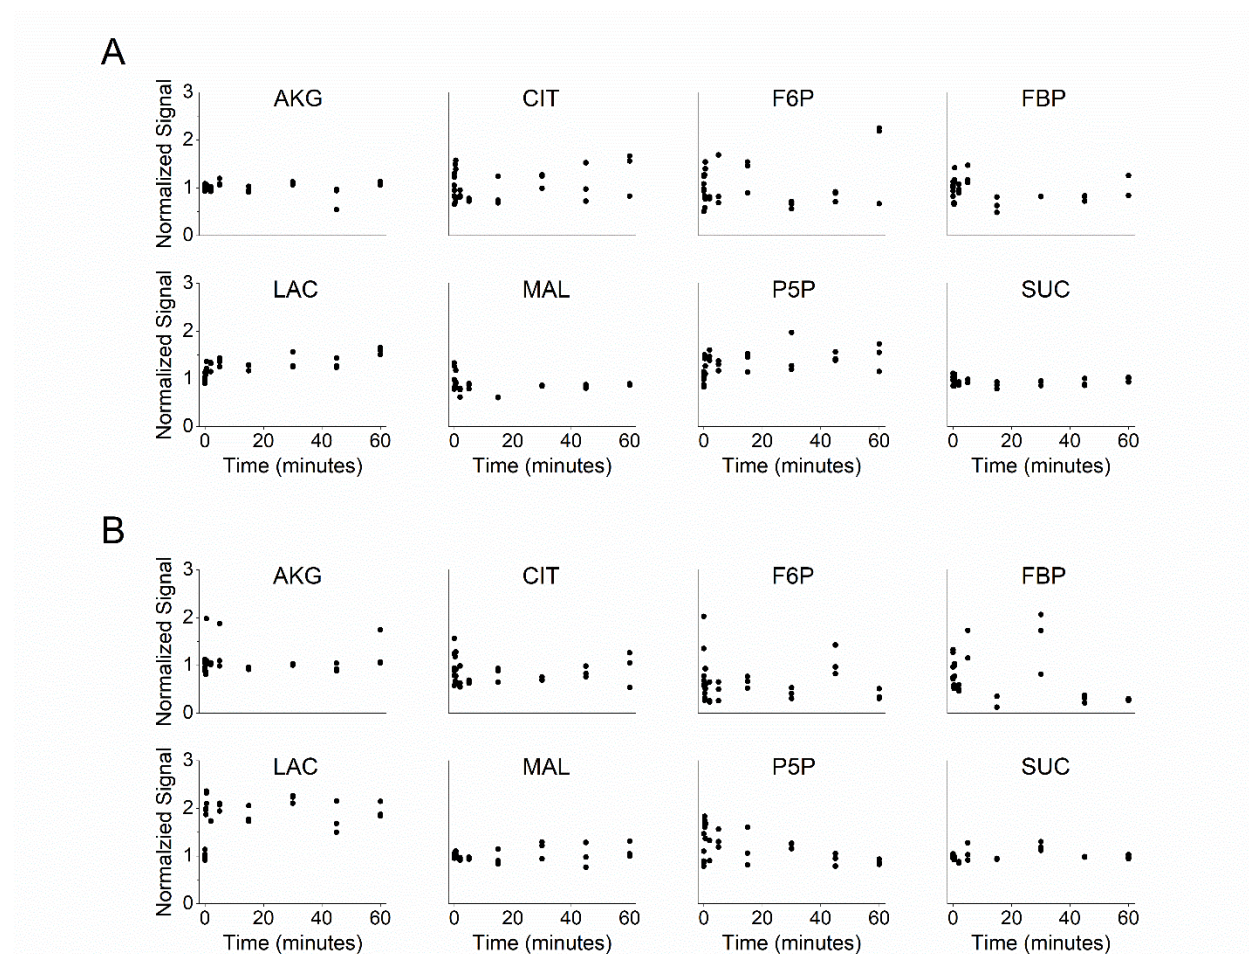 A
AKG CIT F6P FBP
Normalized Signal
3
2
1
0
LAC MAL P5P SUC
Normalized Signal
3
2
1
0
0 20 40 60 0 20 40 60 0 20 40 60 0 20 40 60
Time (minutes) Time (minutes) Time (minutes) Time (minutes)
B
AKG CIT F6P FBP
Normalized Signal
3
2
1
0
LAC MAL P5P SUC
Normalzied Signal
3
2
1
0
0 20 40 60 0 20 40 60 0 20 40 60 0 20 40 60
Time (minutes) Time (minutes) Time (minutes) Time (minutes)